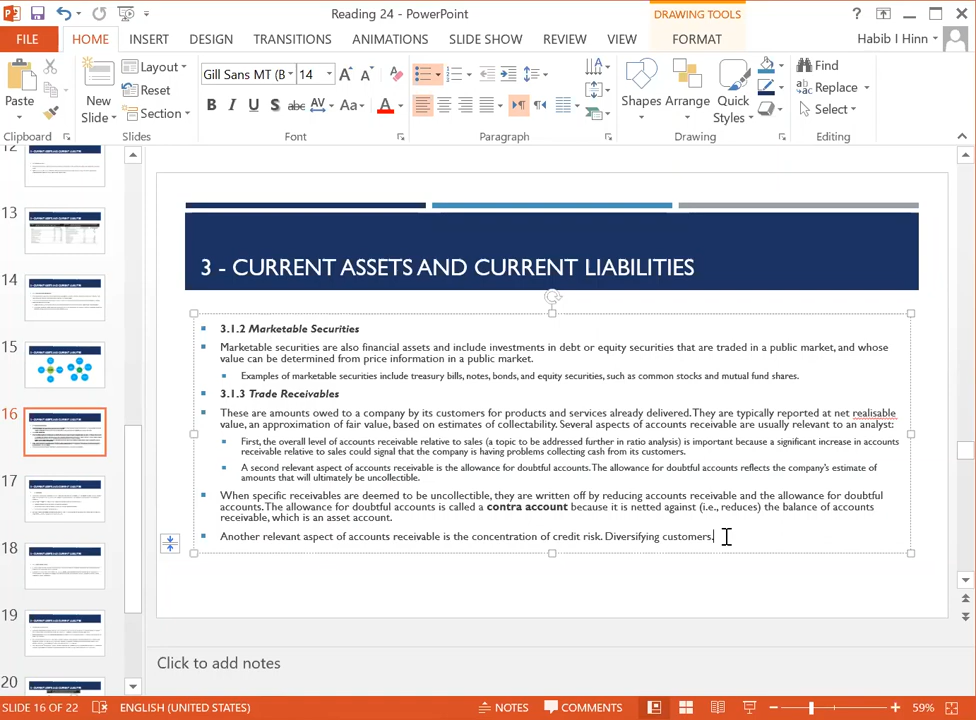 Reading 24 - PowerPoint
DRAWING TOOLS
FILE HOME INSERT DESIGN TRANSITIONS ANIMATIONS SLIDE SHOW REVIEW VIEW FORMAT Habib I Hinn
Paste
New
Slide
Layout
Reset
Section
Gill Sans MT (B 14
Shapes Arrange Quick
Styles
Find
Replace
Select
Clipboard Slides Font Paragraph Drawing Editing
12
13
14
15
16
17
18
19
20
3 - CURRENT ASSETS AND CURRENT LIABILITIES
3.1.2 Marketable Securities
Marketable securities are also financial assets and include investments in debt or equity securities that are traded in a public market, and whose
value can be determined from price information in a public market.
Examples of marketable securities include treasury bills, notes, bonds, and equity securities, such as common stocks and mutual fund shares.
3.1.3 Trade Receivables
These are amounts owed to a company by its customers for products and services already delivered. They are typically reported at net realisable
value, an approximation of fair value, based on estimates of collectability. Several aspects of accounts receivable are usually relevant to an analyst:
First, the overall level of accounts receivable relative to sales (a topic to be addressed further in ratio analysis) is important because a significant increase in accounts
receivable relative to sales could signal that the company is having problems collecting cash from its customers.
A second relevant aspect of accounts receivable is the allowance for doubtful accounts. The allowance for doubtful accounts reflects the company's estimate of
amounts that will ultimately be uncollectible.
When specific receivables are deemed to be uncollectible, they are written off by reducing accounts receivable and the allowance for doubtful
accounts. The allowance for doubtful accounts is called a contra account because it is netted against (i.e., reduces) the balance of accounts
receivable, which is an asset account.
Another relevant aspect of accounts receivable is the concentration of credit risk. Diversifying customers.
Click to add notes
SLIDE 16 OF 22 ENGLISH (UNITED STATES) NOTES COMMENTS 59%